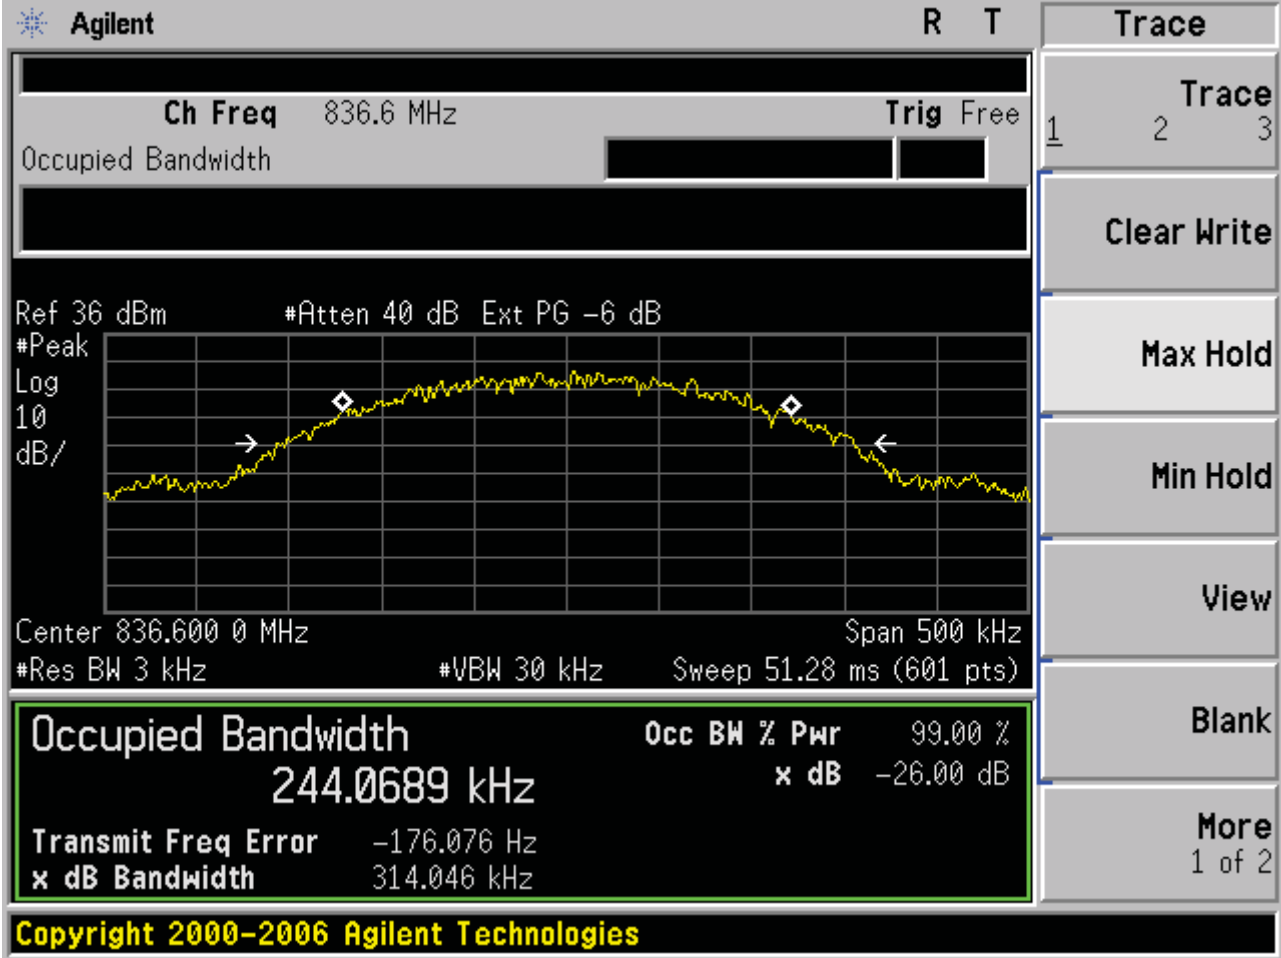 Agilent R T Trace
Ch Freq 836.6 MHz Trig Free
Occupied Bandwidth
Trace
1 2 3
Clear Write
Max Hold
Min Hold
View
Blank
More
1 of 2
Ref 36 dBm #Atten 40 dB Ext PG -6 dB
#Peak
Log
10
dB/
Center 836.600 0 MHz Span 500 kHz
#Res BW 3 kHz #VBW 30 kHz Sweep 51.28 ms (601 pts)
Occupied Bandwidth Occ BW % Pwr 99.00 %
244.0689 kHz x dB -26.00 dB
Transmit Freq Error -176.076 Hz
x dB Bandwidth 314.046 kHz
Copyright 2000-2006 Agilent Technologies